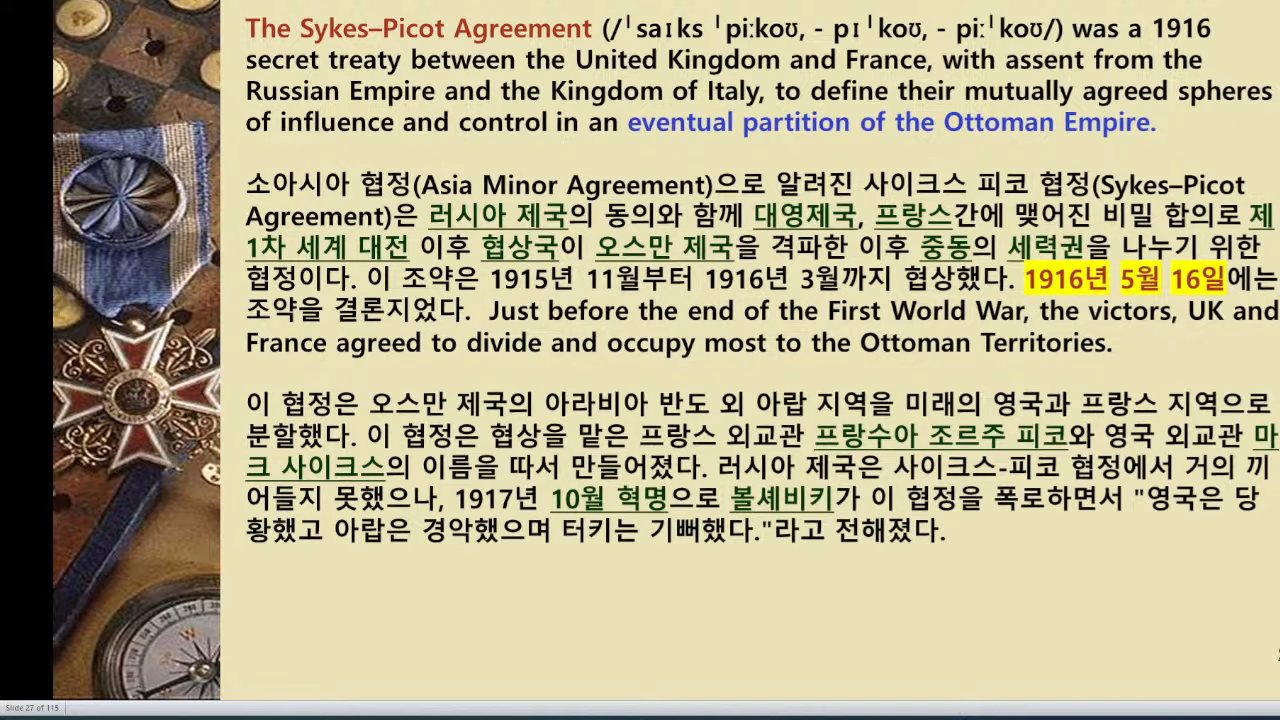 The Sykes–Picot Agreement (/ˈsaɪks ˈpiːkoʊ, - pɪˈkoʊ, - piːˈkoʊ/) was a 1916
secret treaty between the United Kingdom and France, with assent from the
Russian Empire and the Kingdom of Italy, to define their mutually agreed spheres
of influence and control in an eventual partition of the Ottoman Empire.
소아시아 협정(Asia Minor Agreement)으로 알려진 사이크스 피코 협정(Sykes–Picot
Agreement)은 러시아 제국의 동의와 함께 대영제국, 프랑스간에 맺어진 비밀 합의로 제
1차 세계 대전 이후 협상국이 오스만 제국을 격파한 이후 중동의 세력권을 나누기 위한
협정이다. 이 조약은 1915년 11월부터 1916년 3월까지 협상했다. 1916년 5월 16일에는
조약을 결론지었다. Just before the end of the First World War, the victors, UK and
France agreed to divide and occupy most to the Ottoman Territories.
이 협정은 오스만 제국의 아라비아 반도 외 아랍 지역을 미래의 영국과 프랑스 지역으로
분할했다. 이 협정은 협상을 맡은 프랑스 외교관 프랑수아 조르주 피코와 영국 외교관 마
크 사이크스의 이름을 따서 만들어졌다. 러시아 제국은 사이크스-피코 협정에서 거의 끼
어들지 못했으나, 1917년 10월 혁명으로 볼셰비키가 이 협정을 폭로하면서 "영국은 당
황했고 아랍은 경악했으며 터키는 기뻐했다."라고 전해졌다.
Slide 27 of 115